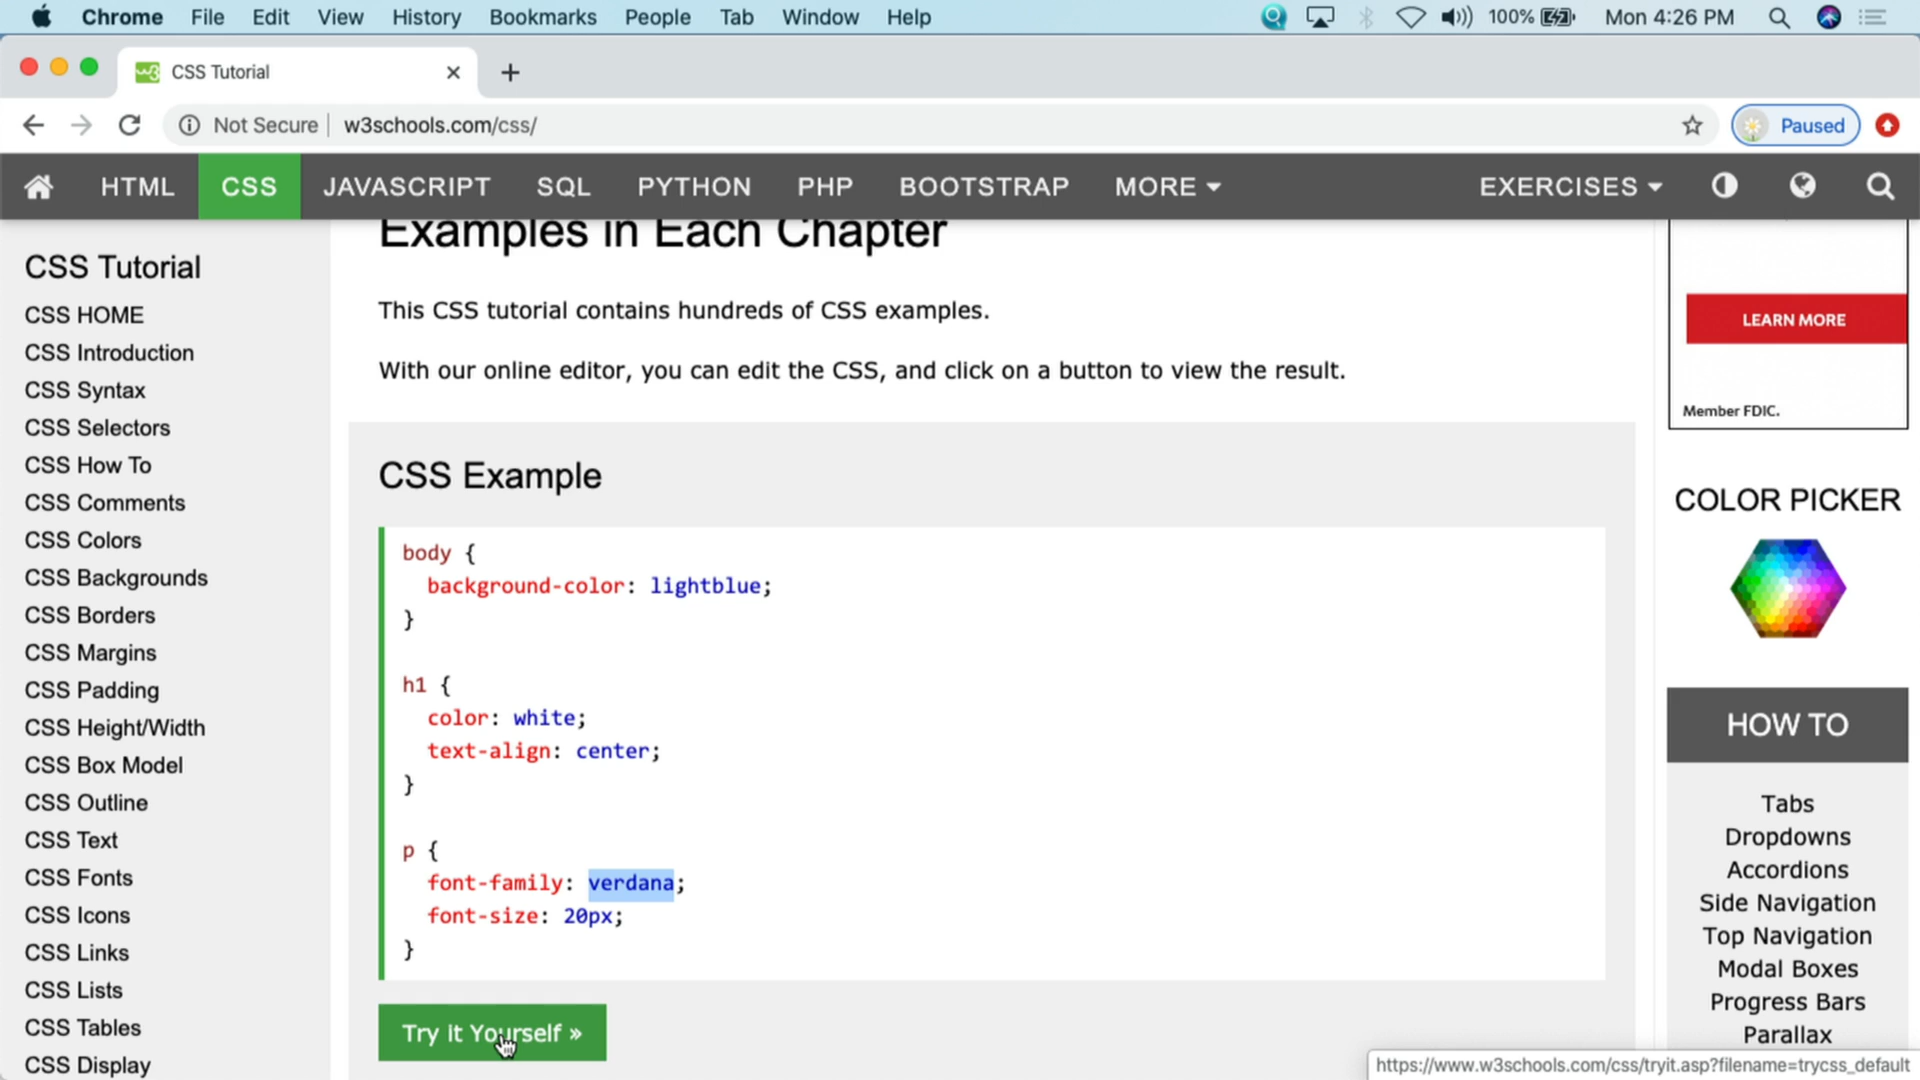 Chrome File Edit View History Bookmarks People Tab Window Help 100% Mon 4:26 PM
CSS Tutorial
Not Secure | w3schools.com/css/ Paused
HTML CSS JAVASCRIPT SQL PYTHON PHP BOOTSTRAP MORE EXERCISES
Examples in Each Chapter
This CSS tutorial contains hundreds of CSS examples.
With our online editor, you can edit the CSS, and click on a button to view the result.
CSS Example
body {
  background-color: lightblue;
}
h1 {
  color: white;
  text-align: center;
}
p {
  font-family: verdana;
  font-size: 20px;
}
Try it Yourself »
CSS Tutorial
CSS HOME
CSS Introduction
CSS Syntax
CSS Selectors
CSS How To
CSS Comments
CSS Colors
CSS Backgrounds
CSS Borders
CSS Margins
CSS Padding
CSS Height/Width
CSS Box Model
CSS Outline
CSS Text
CSS Fonts
CSS Icons
CSS Links
CSS Lists
CSS Tables
CSS Display
LEARN MORE
Member FDIC.
COLOR PICKER
HOW TO
Tabs
Dropdowns
Accordions
Side Navigation
Top Navigation
Modal Boxes
Progress Bars
Parallax
https://www.w3schools.com/css/tryit.asp?filename=trycss_default